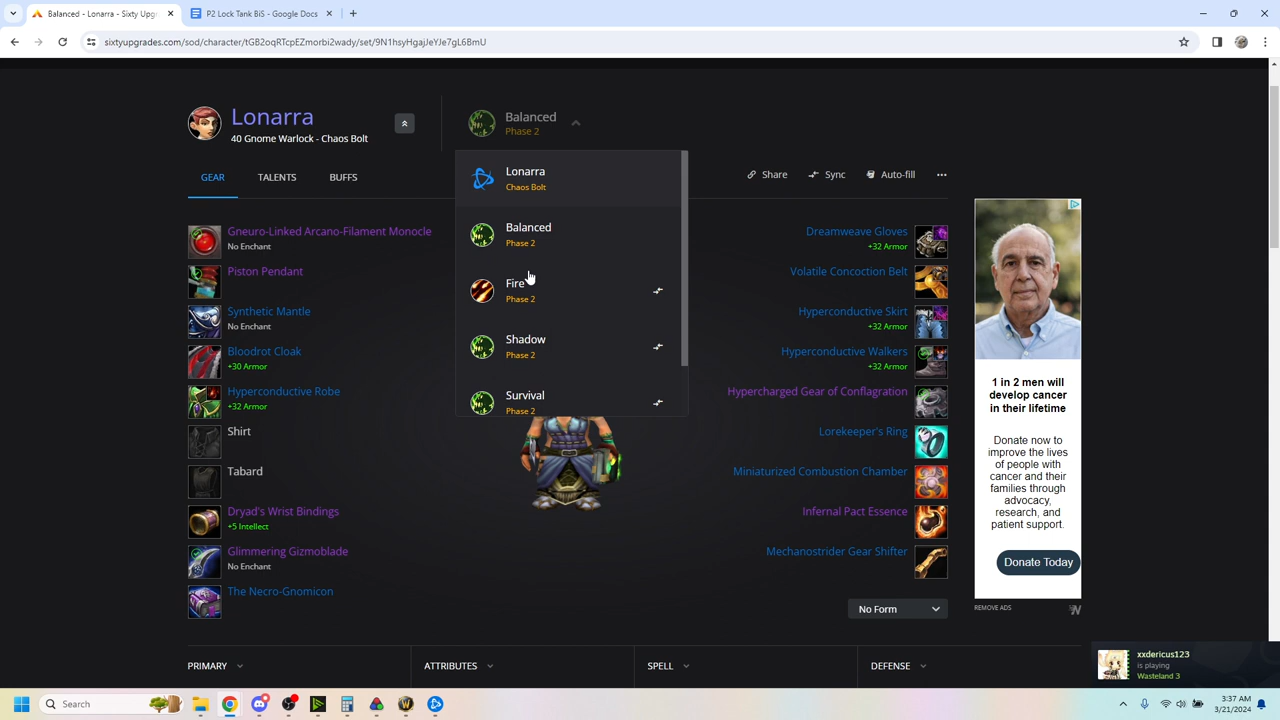 Balanced - Lonarra - Sixty Upg
P2 Lock Tank BiS - Google Docs
sixtyupgrades.com/sod/character/tGB2oqRTcpEZmorbi2wady/set/9N1hsyHgajJeYJe7gL6BmU
Lonarra
40 Gnome Warlock - Chaos Bolt
Balanced
Phase 2
GEAR
TALENTS
BUFFS
Share
Sync
Auto-fill
Lonarra
Chaos Bolt
Balanced
Phase 2
Fire
Phase 2
Shadow
Phase 2
Survival
Phase 2
Gneuro-Linked Arcano-Filament Monocle
No Enchant
Piston Pendant
Synthetic Mantle
No Enchant
Bloodrot Cloak
+30 Armor
Hyperconductive Robe
+32 Armor
Shirt
Tabard
Dryad's Wrist Bindings
+5 Intellect
Glimmering Gizmoblade
No Enchant
The Necro-Gnomicon
Dreamweave Gloves
+32 Armor
Volatile Concoction Belt
Hyperconductive Skirt
+32 Armor
Hyperconductive Walkers
+32 Armor
Hypercharged Gear of Conflagration
Lorekeeper's Ring
Miniaturized Combustion Chamber
Infernal Pact Essence
Mechanostrider Gear Shifter
No Form
1 in 2 men will
develop cancer
in their lifetime
Donate now to
improve the lives
of people with
cancer and their
families through
advocacy,
research, and
patient support.
Donate Today
REMOVE ADS
PRIMARY
ATTRIBUTES
SPELL
DEFENSE
xxdericus123
is playing
Wasteland 3
Search
3:37 AM
3/21/2024